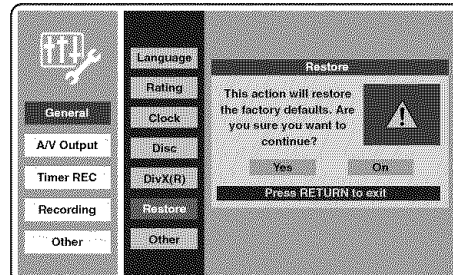 General
A/V Output
Timer REC
Recording
Other
Language
Rating
Clock
Disc
DivX(R)
Restore
Other
Restore
This action will restore
the factory defaults. Are
you sure you want to
continue?
Yes
On
Press RETURN to exit